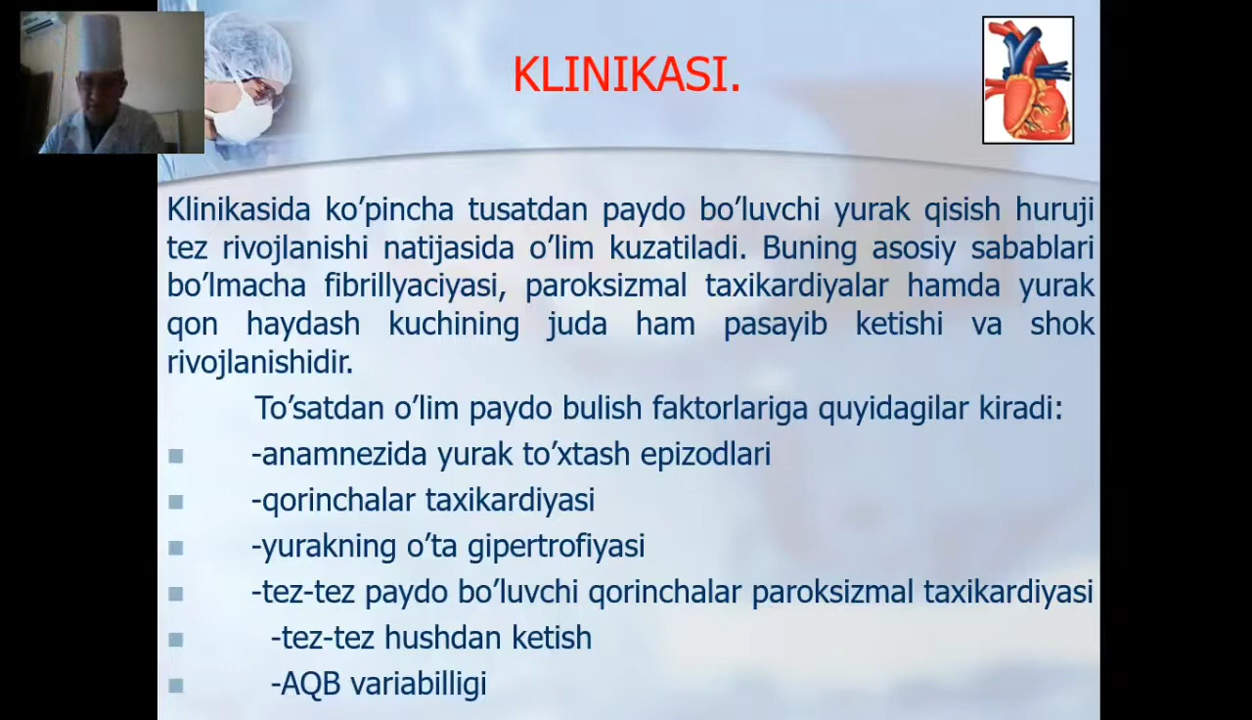 KLINIKASI.
Klinikasida ko’pincha tusatdan paydo bo’luvchi yurak qisish huruji
tez rivojlanishi natijasida o’lim kuzatiladi. Buning asosiy sabablari
bo’lmacha fibrillyaciyasi, paroksizmal taxikardiyalar hamda yurak
qon haydash kuchining juda ham pasayib ketishi va shok
rivojlanishidir.
To’satdan o’lim paydo bulish faktorlariga quyidagilar kiradi:
-anamnezida yurak to’xtash epizodlari
-qorinchalar taxikardiyasi
-yurakning o’ta gipertrofiyasi
-tez-tez paydo bo’luvchi qorinchalar paroksizmal taxikardiyasi
-tez-tez hushdan ketish
-AQB variabilligi